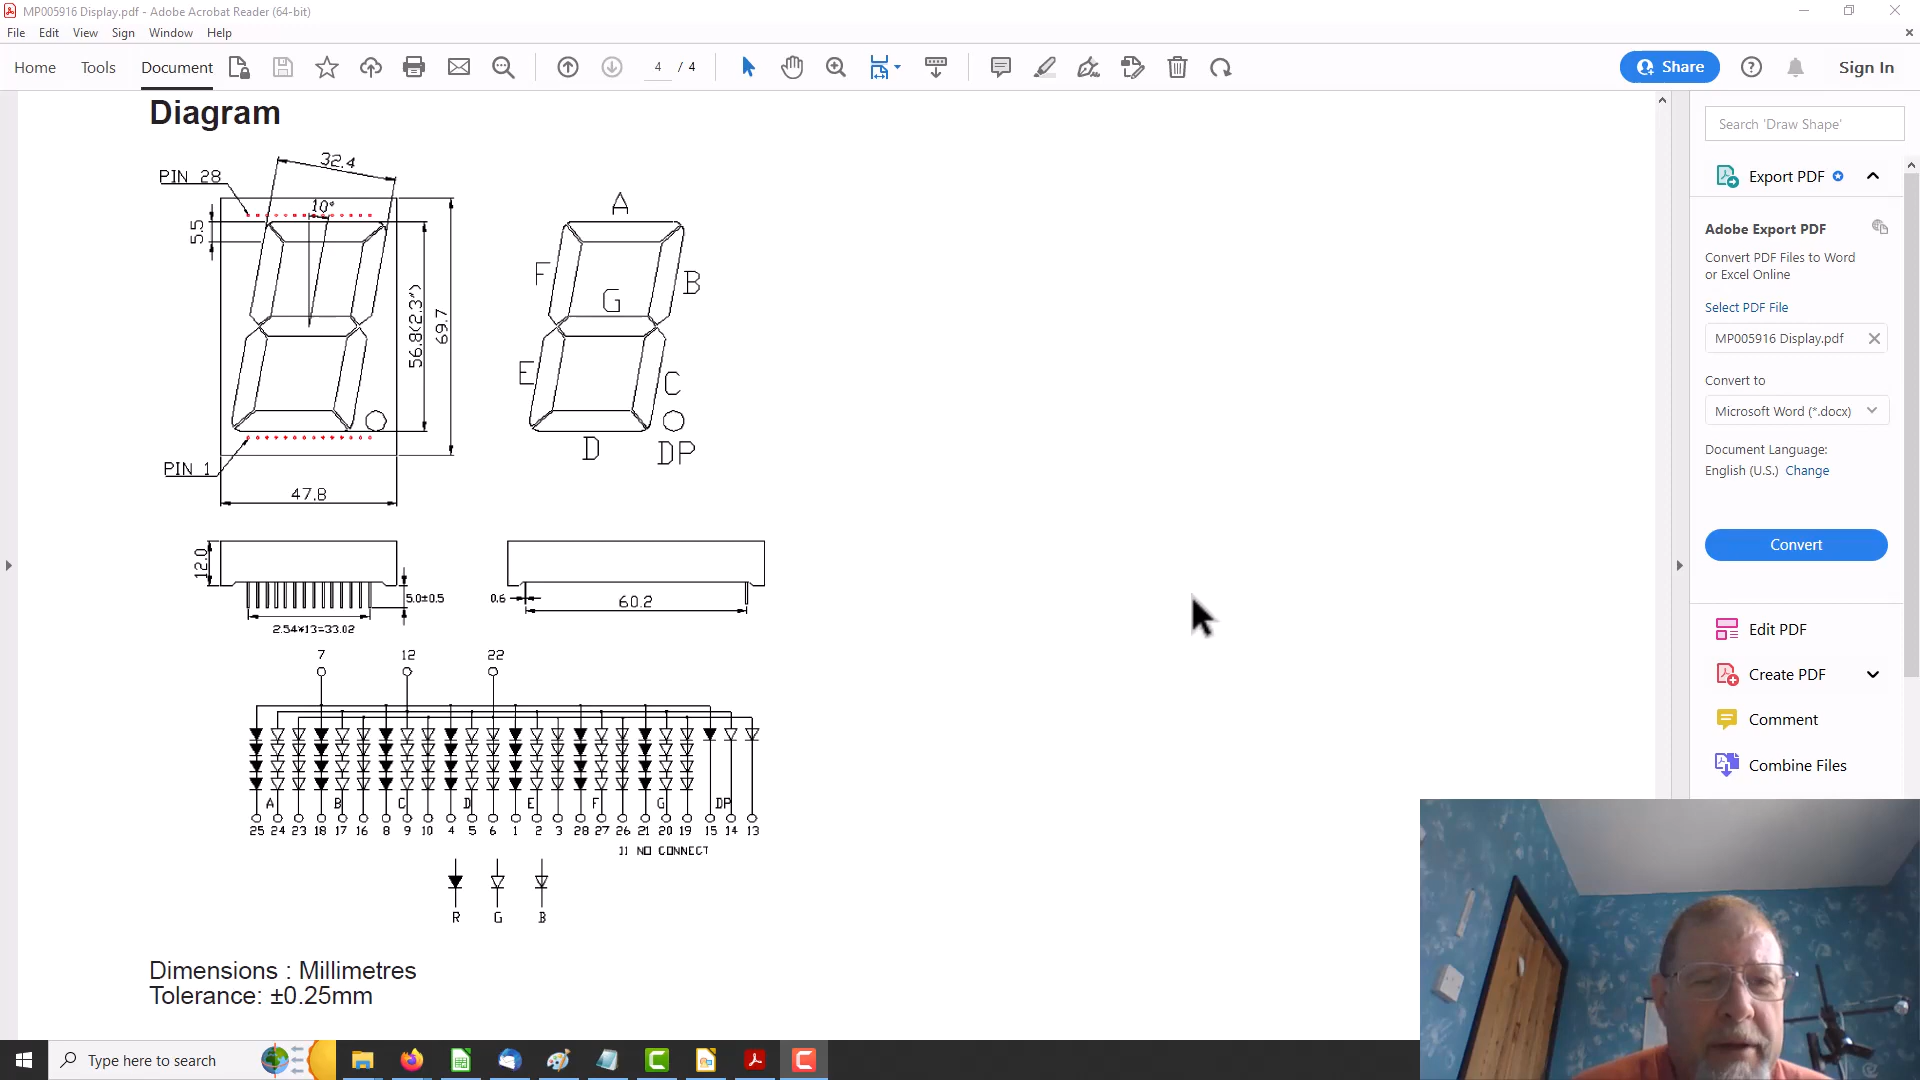 MP005916 Display.pdf - Adobe Acrobat Reader (64-bit)
File Edit View Sign Window Help
Home Tools Document 4 / 4 Share Sign In
Diagram
PIN 28
32.4
10°
5.5
56.8(2.3")
69.7
PIN 1
47.8
A
F
B
G
E
C
D
DP
12.0
5.0±0.5
2.54*13=33.02
0.6
60.2
7 12 22
A B C D E F G DP
25 24 23 18 17 16 8 9 10 4 5 6 1 2 3 28 27 26 21 20 19 15 14 13
11 NO CONNECT
R G B
Dimensions : Millimetres
Tolerance: ±0.25mm
Search 'Draw Shape'
Export PDF
Adobe Export PDF
Convert PDF Files to Word
or Excel Online
Select PDF File
MP005916 Display.pdf
Convert to
Microsoft Word (*.docx)
Document Language:
English (U.S.) Change
Convert
Edit PDF
Create PDF
Comment
Combine Files
Type here to search